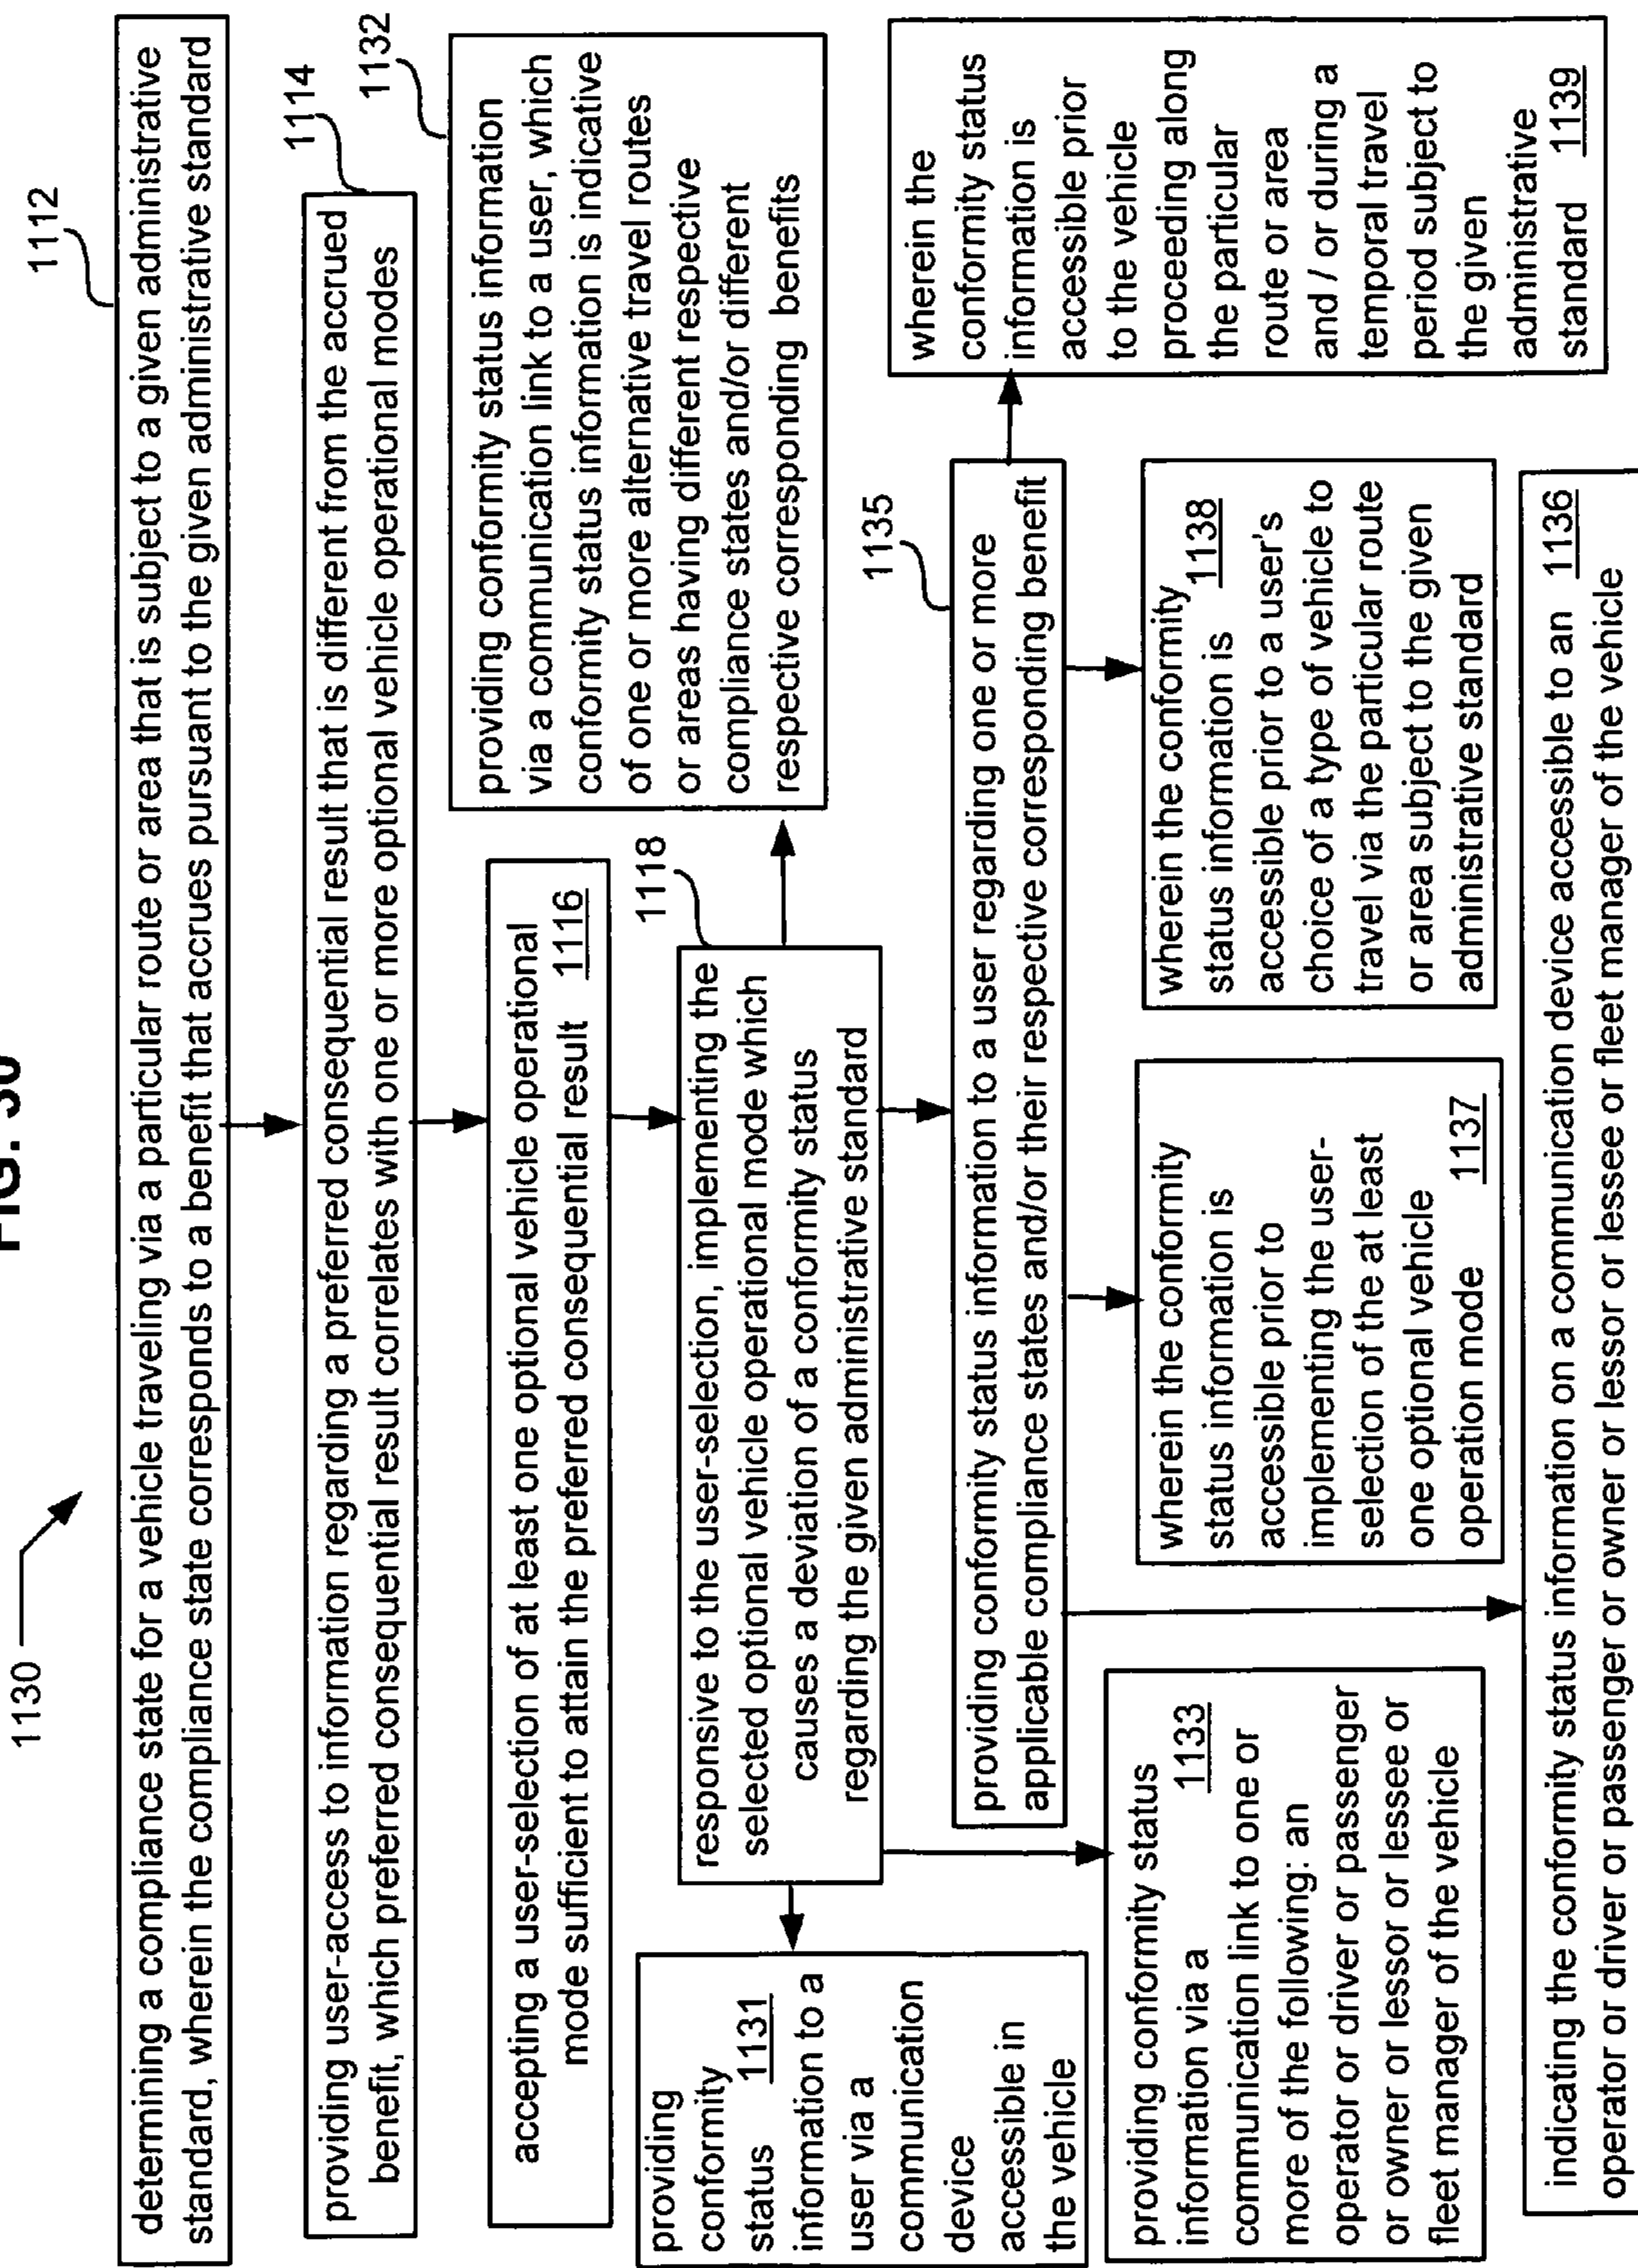 FIG. 30
1130
1112
determining a compliance state for a vehicle traveling via a particular route or area that is subject to a given administrative
standard, wherein the compliance state corresponds to a benefit that accrues pursuant to the given administrative standard
1114
providing user-access to information regarding a preferred consequential result that is different from the accrued
benefit, which preferred consequential result correlates with one or more optional vehicle operational modes
accepting a user-selection of at least one optional vehicle operational
mode sufficient to attain the preferred consequential result 1116
1132
providing conformity status information
via a communication link to a user, which
conformity status information is indicative
of one or more alternative travel routes
or areas having different respective
compliance states and/or different
respective corresponding benefits
1118
responsive to the user-selection, implementing the
selected optional vehicle operational mode which
causes a deviation of a conformity status
regarding the given administrative standard
providing
conformity
status 1131
information to a
user via a
communication
device
accessible in
the vehicle
1135
providing conformity status information to a user regarding one or more
applicable compliance states and/or their respective corresponding benefit
providing conformity status
information via a 1133
communication link to one or
more of the following: an
operator or driver or passenger
or owner or lessor or lessee or
fleet manager of the vehicle
wherein the conformity
status information is
accessible prior to
implementing the user-
selection of the at least
one optional vehicle
operation mode 1137
wherein the conformity
status information is 1138
accessible prior to a user's
choice of a type of vehicle to
travel via the particular route
or area subject to the given
administrative standard
wherein the
conformity status
information is
accessible prior
to the vehicle
proceeding along
the particular
route or area
and / or during a
temporal travel
period subject to
the given
administrative
standard 1139
indicating the conformity status information on a communication device accessible to an 1136
operator or driver or passenger or owner or lessor or lessee or fleet manager of the vehicle